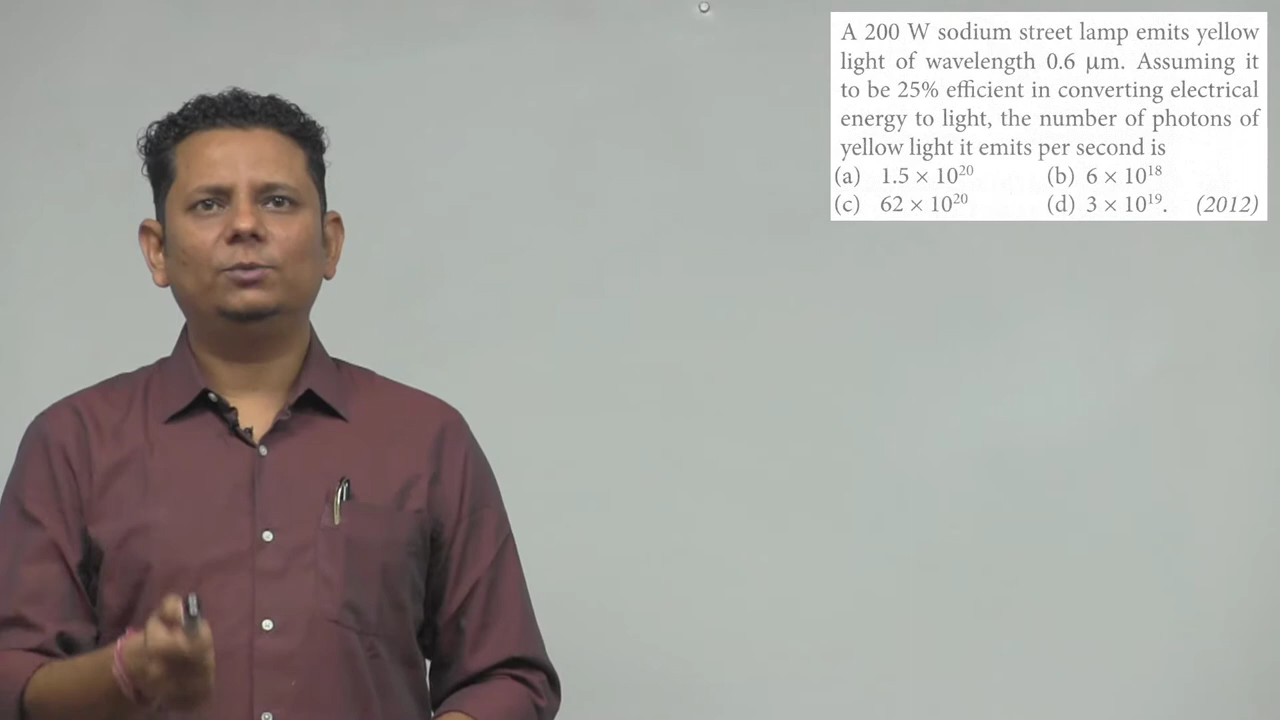 A 200 W sodium street lamp emits yellow
light of wavelength 0.6 μm. Assuming it
to be 25% efficient in converting electrical
energy to light, the number of photons of
yellow light it emits per second is
(a) 1.5 × 10²⁰ (b) 6 × 10¹⁸
(c) 62 × 10²⁰ (d) 3 × 10¹⁹. (2012)